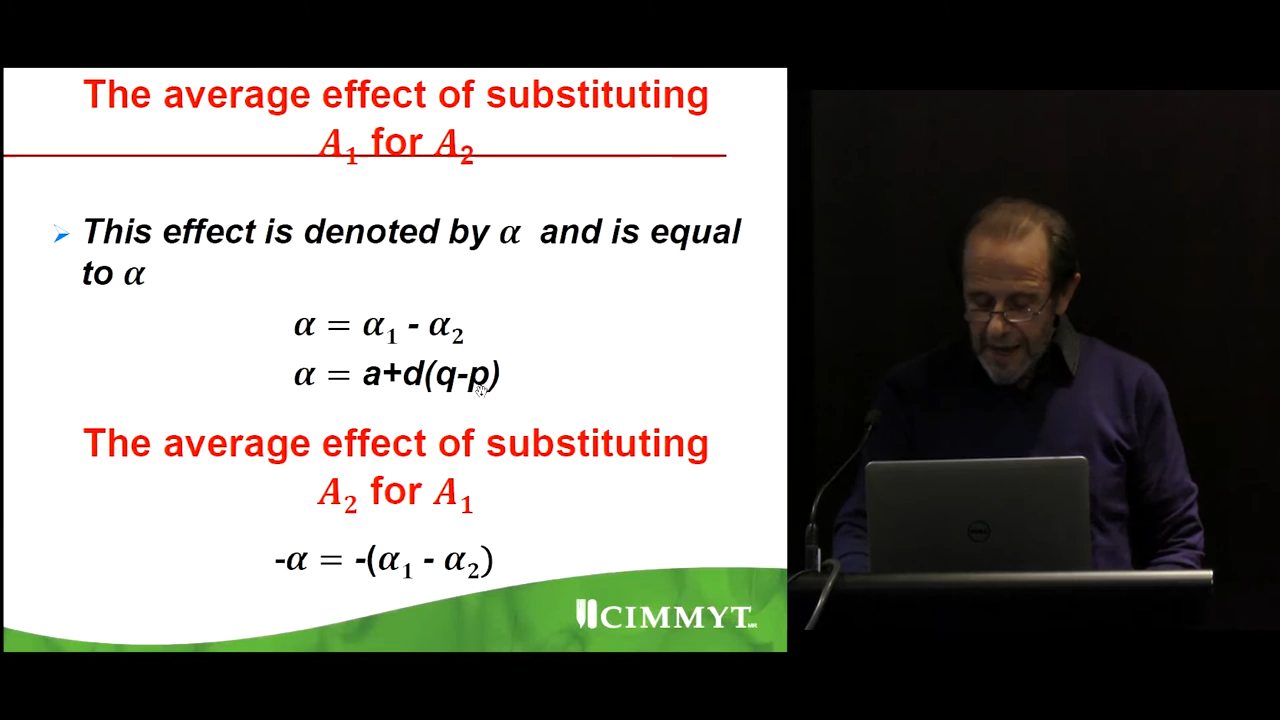 The average effect of substituting
A₁ for A₂
This effect is denoted by α and is equal
to α
α = α₁ - α₂
α = a+d(q-p)
The average effect of substituting
A₂ for A₁
-α = -(α₁ - α₂)
CIMMYT